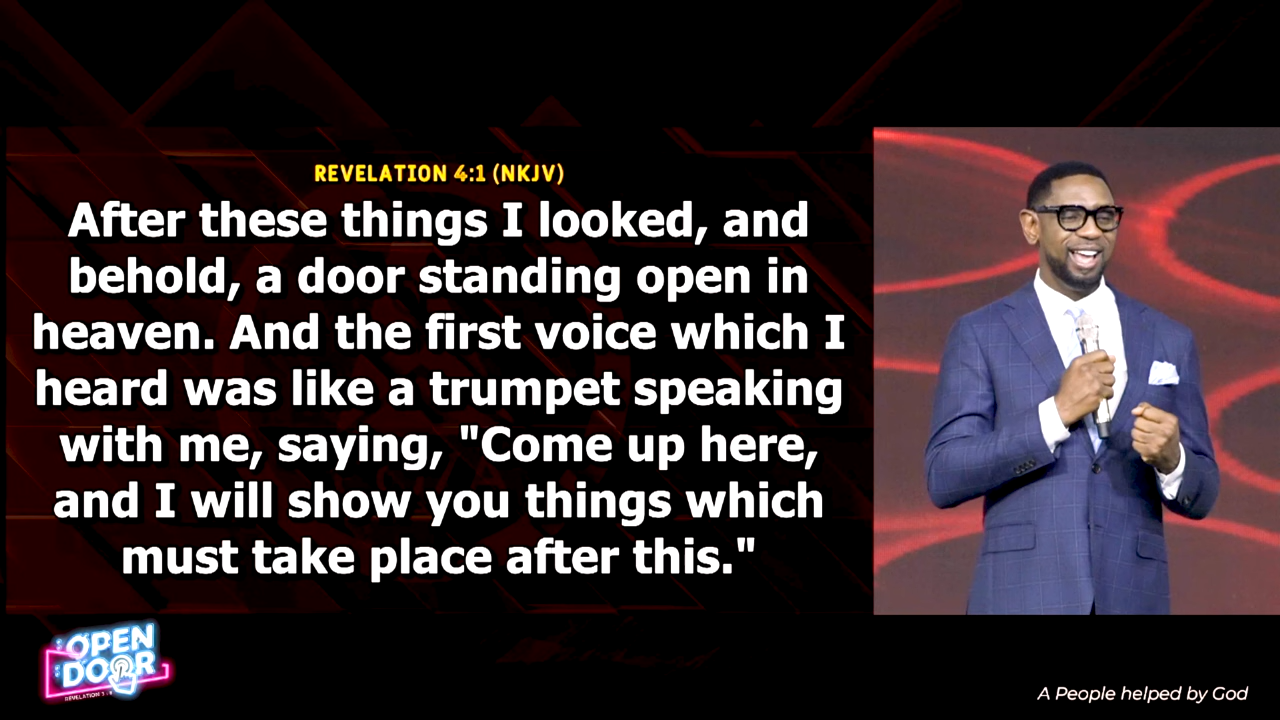 REVELATION 4:1 (NKJV)
After these things I looked, and
behold, a door standing open in
heaven. And the first voice which I
heard was like a trumpet speaking
with me, saying, "Come up here,
and I will show you things which
must take place after this."
OPEN
DOOR
A People helped by God